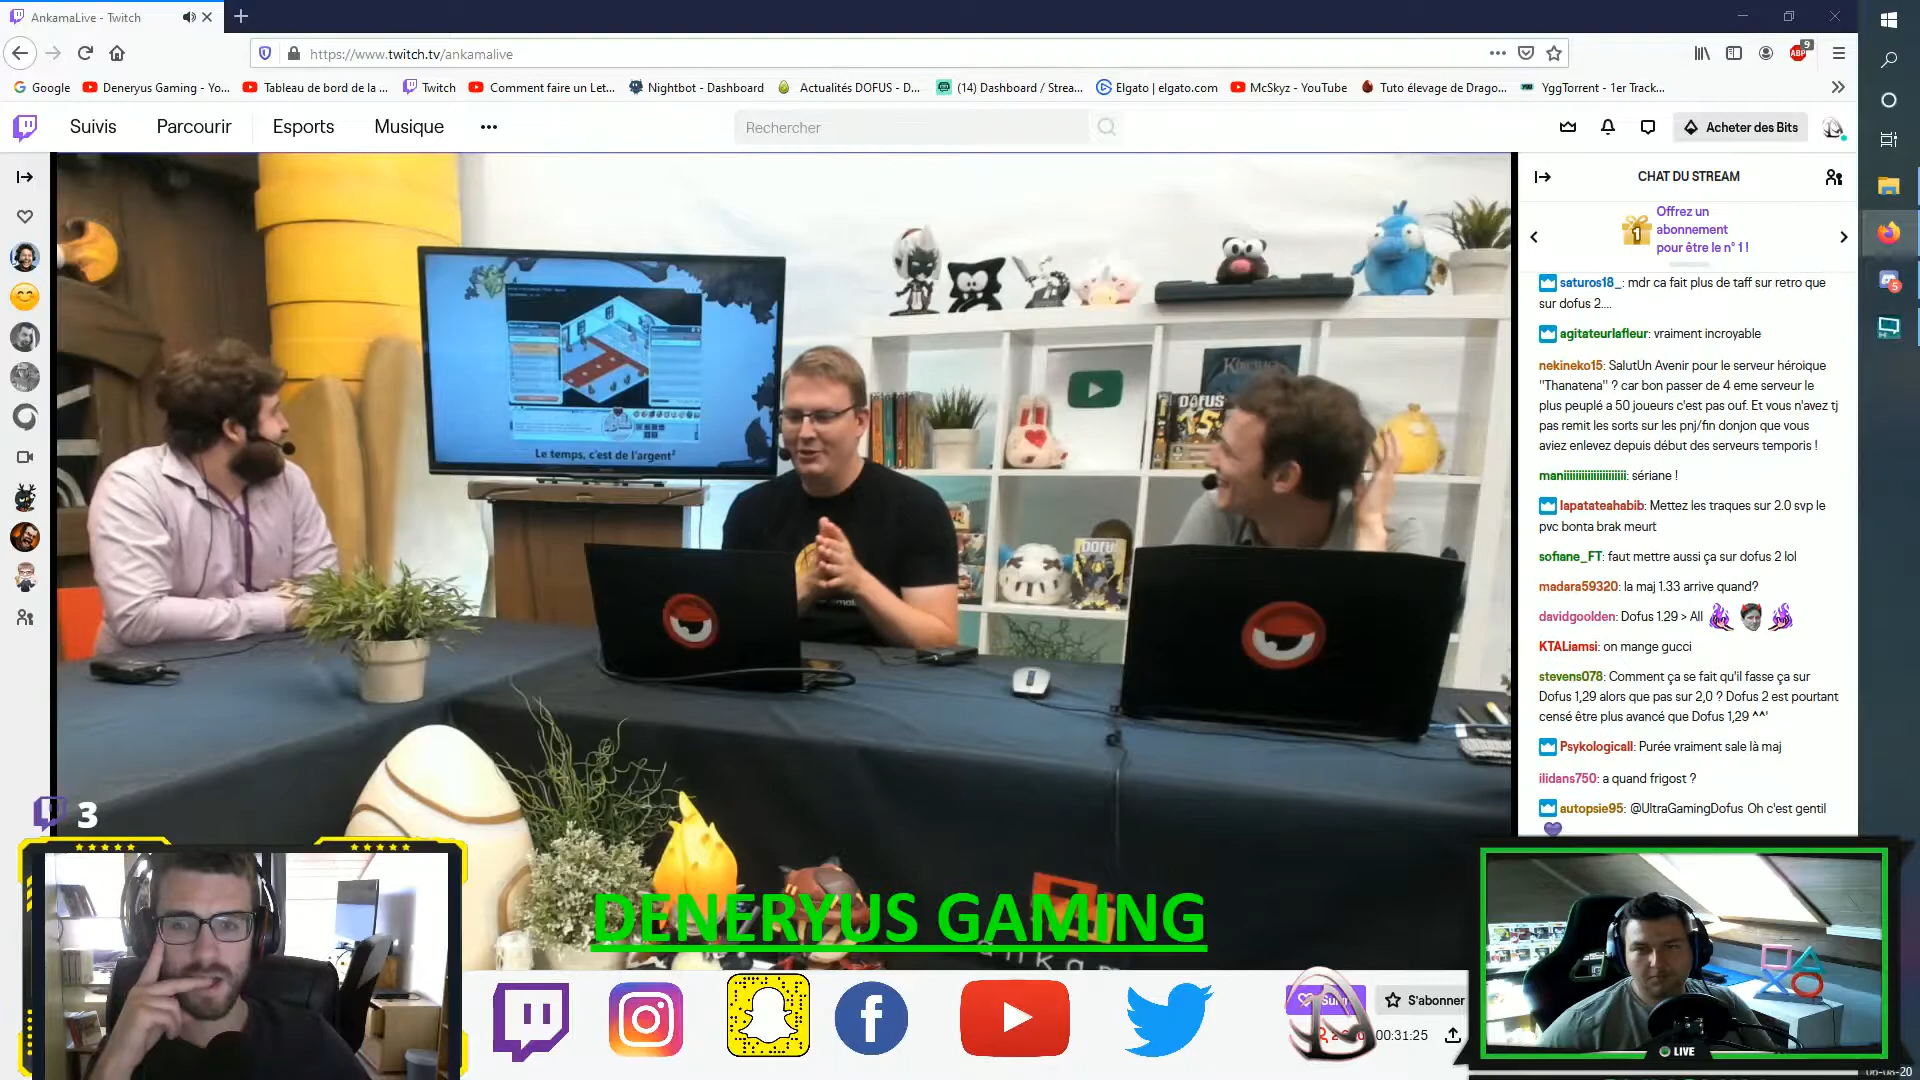 AnkamaLive - Twitch
https://www.twitch.tv/ankamalive
9
Google
Deneryus Gaming - Yo...
Tableau de bord de la ...
Twitch
Comment faire un Let...
Nightbot - Dashboard
Actualités DOFUS - D...
(14) Dashboard / Strea...
Elgato | elgato.com
McSkyz - YouTube
Tuto élevage de Drago...
YggTorrent - 1er Track...
Suivis
Parcourir
Esports
Musique
Rechercher
Acheter des Bits
CHAT DU STREAM
1
Offrez un
abonnement
pour être le n° 1 !
saturos18_: mdr ca fait plus de taff sur retro que
sur dofus 2....
agitateurlafleur: vraiment incroyable
nekineko15: SalutUn Avenir pour le serveur héroique
"Thanatena" ? car bon passer de 4 eme serveur le
plus peuplé a 50 joueurs c'est pas ouf. Et vous n'avez tj
pas remit les sorts sur les pnj/fin donjon que vous
aviez enlevez depuis début des serveurs temporis !
sériane !
lapatateahabib: Mettez les traques sur 2.0 svp le
pvc bonta brak meurt
sofiane_FT: faut mettre aussi ça sur dofus 2 lol
madara59320: la maj 1.33 arrive quand?
davidgoolden: Dofus 1.29 > All
KTALiamsi: on mange gucci
stevens078: Comment ça se fait qu'il fasse ça sur
Dofus 1,29 alors que pas sur 2,0 ? Dofus 2 est pourtant
censé être plus avancé que Dofus 1,29 ^^'
Psykologicall: Purée vraiment sale là maj
ilidans750: a quand frigost ?
autopsie95: @UltraGamingDofus Oh c'est gentil
5
Le temps, c'est de l'argent²
DOFUS
3
DENERYUS GAMING
S'abonner
00:31:25
LIVE